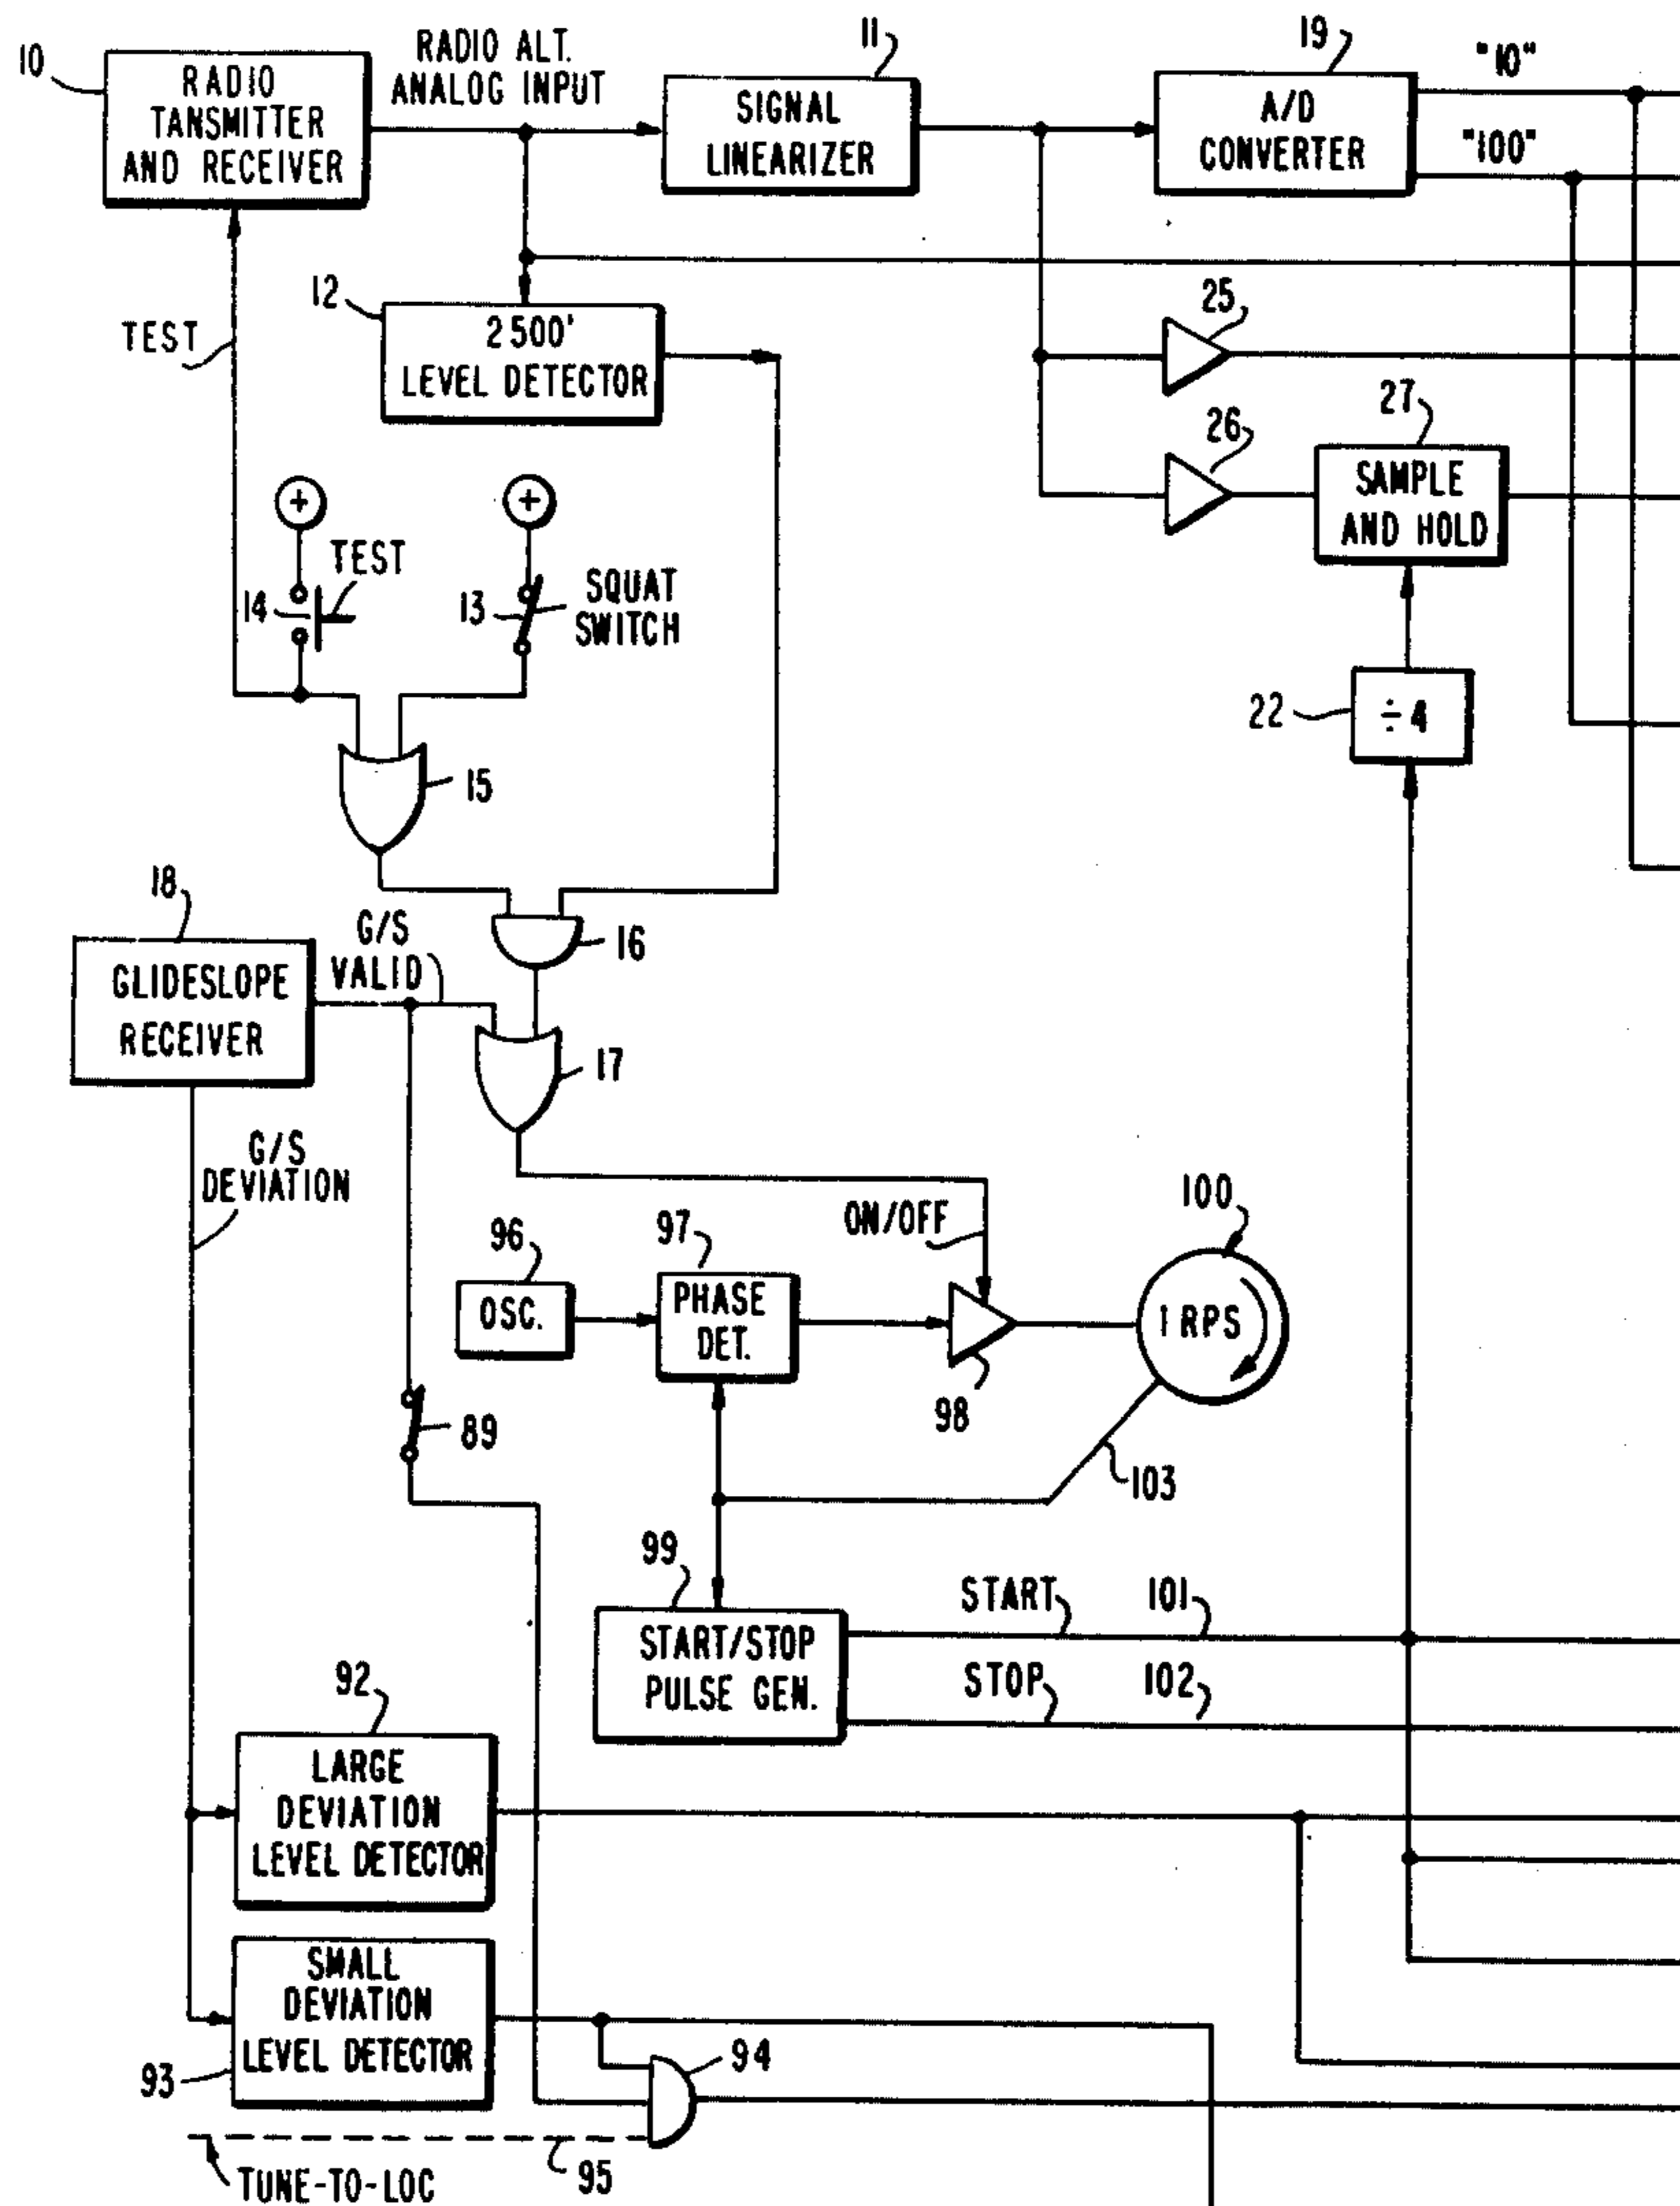 10
RADIO
TANSMITTER
AND RECEIVER
RADIO ALT.
ANALOG INPUT
11
SIGNAL
LINEARIZER
19
A/D
CONVERTER
"10"
"100"
TEST
12
2500'
LEVEL DETECTOR
25
26
27
SAMPLE
AND HOLD
+
+
14
TEST
13
SQUAT
SWITCH
22
÷4
15
18
GLIDESLOPE
RECEIVER
G/S
VALID
16
17
G/S
DEVIATION
96
OSC.
97
PHASE
DET.
ON/OFF
98
100
1 RPS
103
89
99
START/STOP
PULSE GEN.
START
101
STOP
102
92
LARGE
DEVIATION
LEVEL DETECTOR
SMALL
DEVIATION
LEVEL DETECTOR
93
94
95
TUNE-TO-LOC